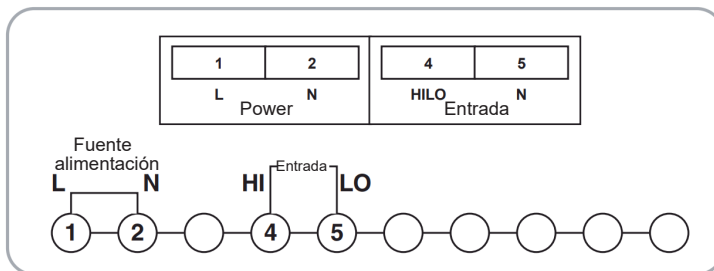 1 2 4 5
L N HILO N
Power Entrada
Fuente
alimentación
L N HI Entrada LO
1 2 4 5